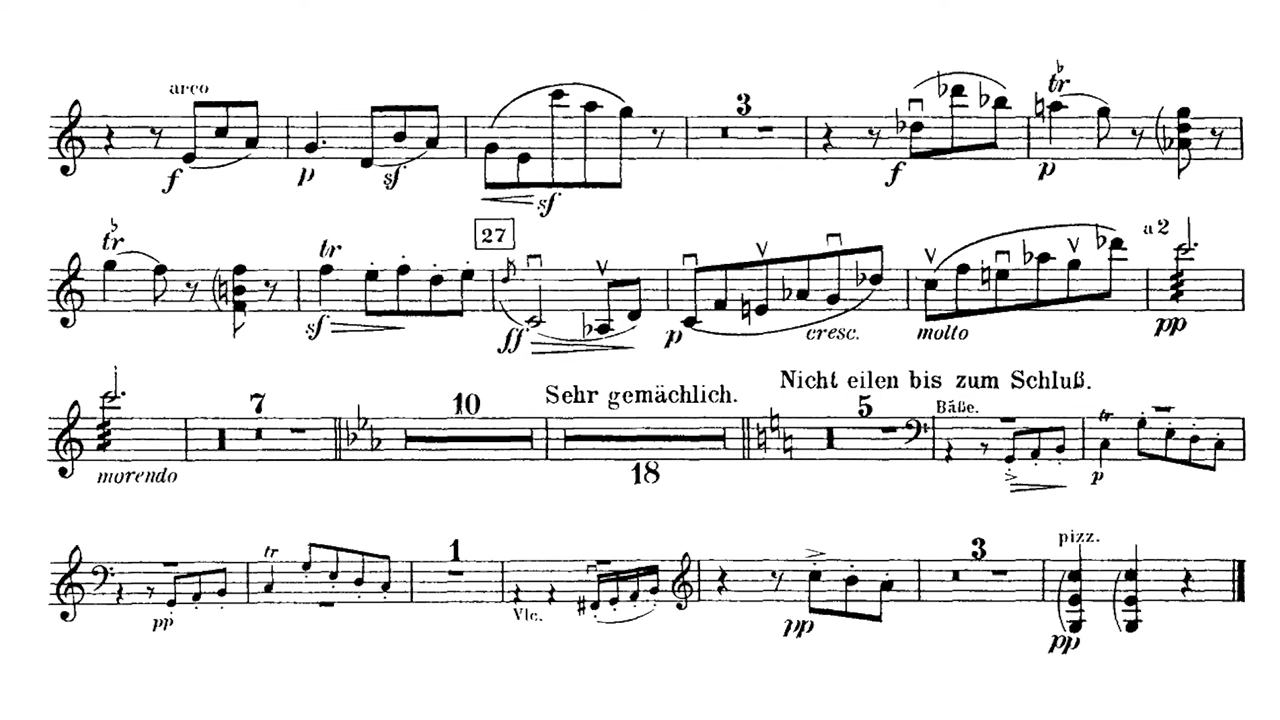 arco
f p sf sf 3 f p tr
tr sf tr 27 ff p cresc. molto a 2 pp
morendo 7 10 Sehr gemächlich. 18 Nicht eilen bis zum Schluß. 5 Bäße. p tr
pp tr 1 Vlc. pp 3 pizz. pp